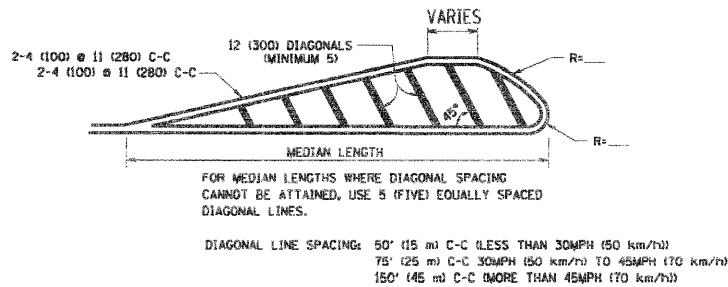 VARIES
2-4 (100) @ 11 (280) C-C
2-4 (100) @ 11 (280) C-C
12 (300) DIAGONALS
(MINIMUM 5)
R=___
45°
R=___
MEDIAN LENGTH
FOR MEDIAN LENGTHS WHERE DIAGONAL SPACING
CANNOT BE ATTAINED, USE 5 (FIVE) EQUALLY SPACED
DIAGONAL LINES.
DIAGONAL LINE SPACING: 50' (15 m) C-C (LESS THAN 30MPH (50 km/h))
75' (25 m) C-C 30MPH (50 km/h) TO 45MPH (70 km/h)
150' (45 m) C-C (MORE THAN 45MPH (70 km/h))